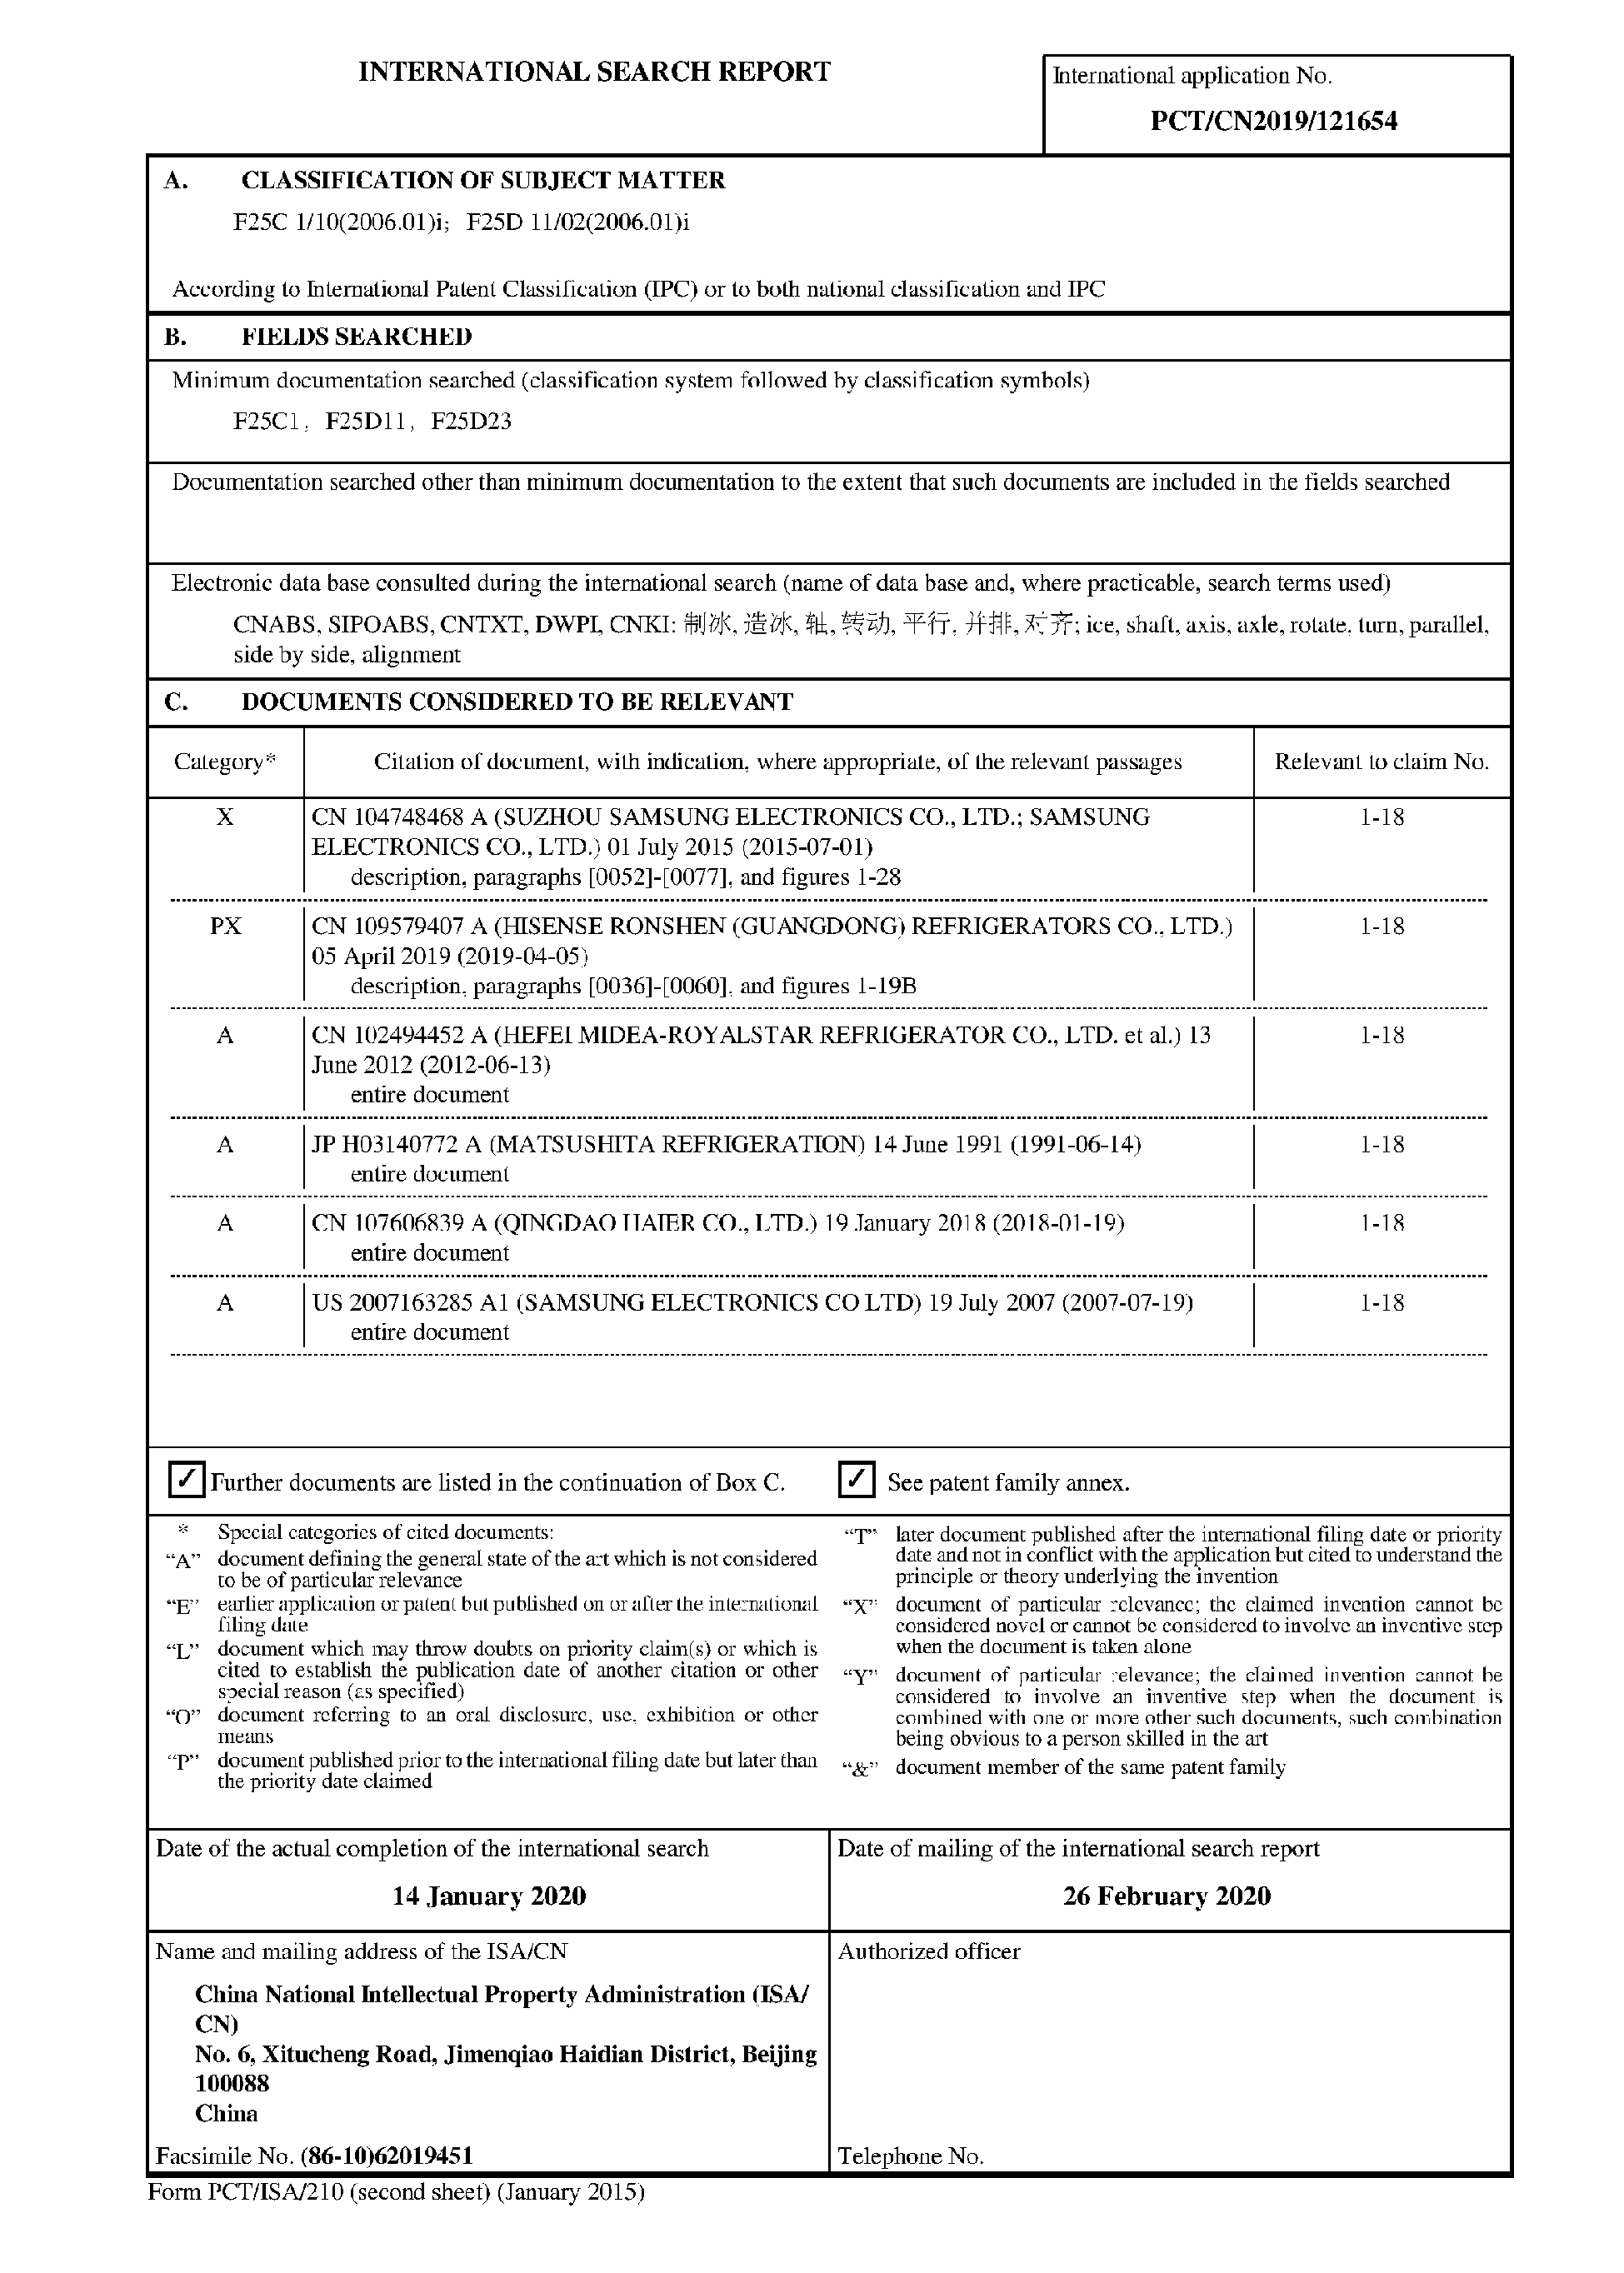 INTERNATIONAL SEARCH REPORT
International application No.
PCT/CN2019/121654
A. CLASSIFICATION OF SUBJECT MATTER
F25C 1/10(2006.01)i; F25D 11/02(2006.01)i
According to International Patent Classification (IPC) or to both national classification and IPC
B. FIELDS SEARCHED
Minimum documentation searched (classification system followed by classification symbols)
F25C1, F25D11, F25D23
Documentation searched other than minimum documentation to the extent that such documents are included in the fields searched
Electronic data base consulted during the international search (name of data base and, where practicable, search terms used)
CNABS, SIPOABS, CNTXT, DWPI, CNKI: 制冰, 造冰, 轴, 转动, 平行, 并排, 对齐; ice, shaft, axis, axle, rotate, turn, parallel,
side by side, alignment
C. DOCUMENTS CONSIDERED TO BE RELEVANT
Category* Citation of document, with indication, where appropriate, of the relevant passages Relevant to claim No.
X CN 104748468 A (SUZHOU SAMSUNG ELECTRONICS CO., LTD.; SAMSUNG 1-18
ELECTRONICS CO., LTD.) 01 July 2015 (2015-07-01)
description, paragraphs [0052]-[0077], and figures 1-28
PX CN 109579407 A (HISENSE RONSHEN (GUANGDONG) REFRIGERATORS CO., LTD.) 1-18
05 April 2019 (2019-04-05)
description, paragraphs [0036]-[0060], and figures 1-19B
A CN 102494452 A (HEFEI MIDEA-ROYALSTAR REFRIGERATOR CO., LTD. et al.) 13 1-18
June 2012 (2012-06-13)
entire document
A JP H03140772 A (MATSUSHITA REFRIGERATION) 14 June 1991 (1991-06-14) 1-18
entire document
A CN 107606839 A (QINGDAO HAIER CO., LTD.) 19 January 2018 (2018-01-19) 1-18
entire document
A US 2007163285 A1 (SAMSUNG ELECTRONICS CO LTD) 19 July 2007 (2007-07-19) 1-18
entire document
✓ Further documents are listed in the continuation of Box C. ✓ See patent family annex.
* Special categories of cited documents:
“A” document defining the general state of the art which is not considered
to be of particular relevance
“E” earlier application or patent but published on or after the international
filing date
“L” document which may throw doubts on priority claim(s) or which is
cited to establish the publication date of another citation or other
special reason (as specified)
“O” document referring to an oral disclosure, use, exhibition or other
means
“P” document published prior to the international filing date but later than
the priority date claimed
“T” later document published after the international filing date or priority
date and not in conflict with the application but cited to understand the
principle or theory underlying the invention
“X” document of particular relevance; the claimed invention cannot be
considered novel or cannot be considered to involve an inventive step
when the document is taken alone
“Y” document of particular relevance; the claimed invention cannot be
considered to involve an inventive step when the document is
combined with one or more other such documents, such combination
being obvious to a person skilled in the art
“&” document member of the same patent family
Date of the actual completion of the international search
14 January 2020
Date of mailing of the international search report
26 February 2020
Name and mailing address of the ISA/CN
China National Intellectual Property Administration (ISA/
CN)
No. 6, Xitucheng Road, Jimenqiao Haidian District, Beijing
100088
China
Facsimile No. (86-10)62019451
Authorized officer
Telephone No.
Form PCT/ISA/210 (second sheet) (January 2015)